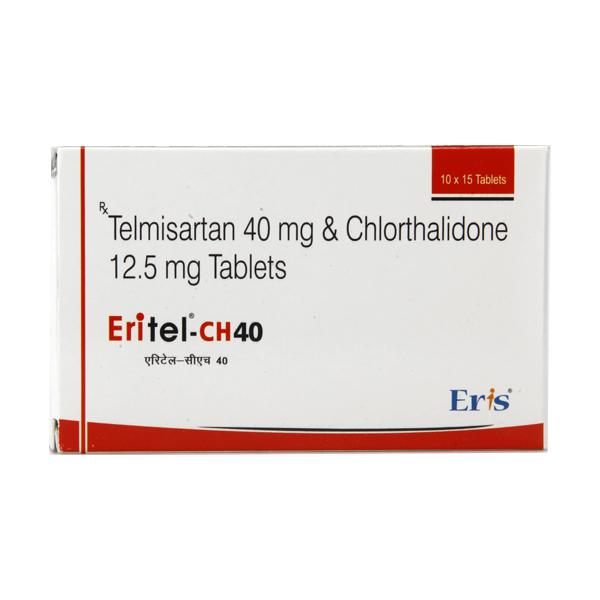 10 x 15 Tablets
Rx
Telmisartan 40 mg & Chlorthalidone
12.5 mg Tablets
Eritel®-CH40
एरिटेल–सीएच 40
Eris®